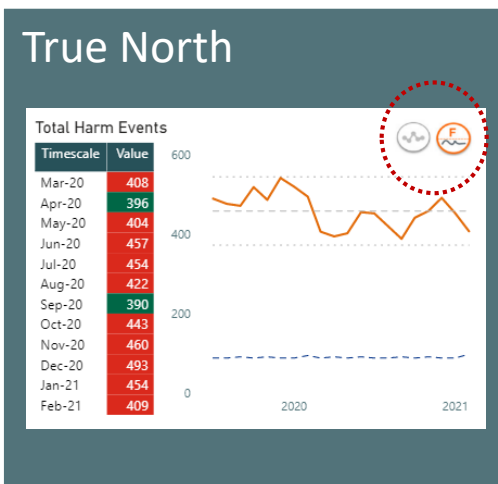 True North
Total Harm Events
F
Timescale Value
600
Mar-20 408
Apr-20 396
May-20 404
400
Jun-20 457
Jul-20 454
Aug-20 422
Sep-20 390
200
Oct-20 443
Nov-20 460
Dec-20 493
Jan-21 454
0
Feb-21 409
2020 2021